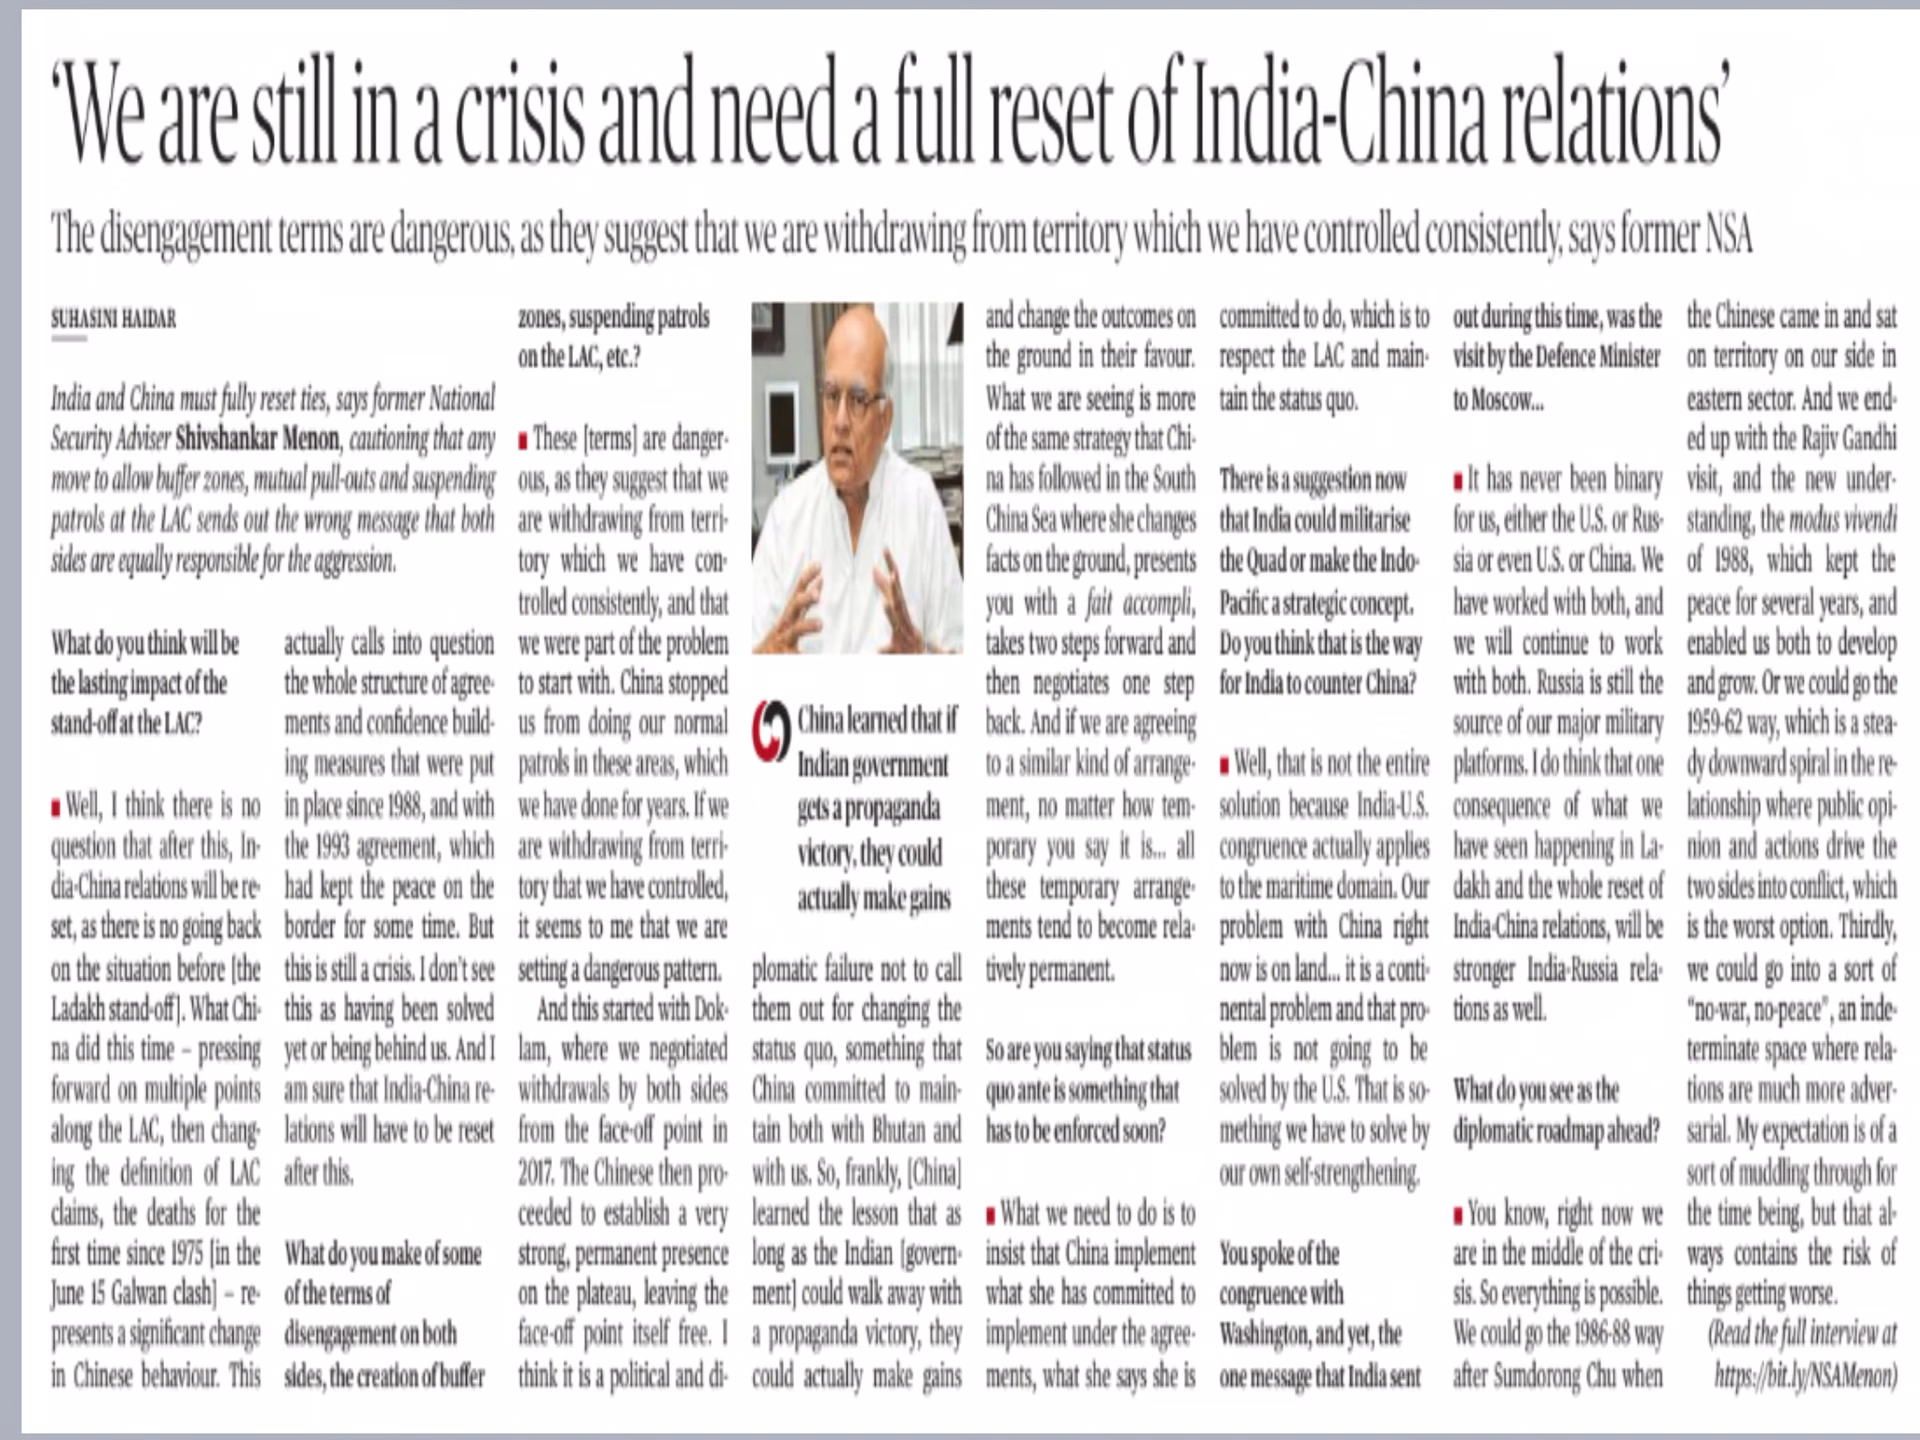 ‘We are still in a crisis and need a full reset of India-China relations’
The disengagement terms are dangerous, as they suggest that we are withdrawing from territory which we have controlled consistently, says former NSA
SUHASINI HAIDAR
India and China must fully reset ties, says former National
Security Adviser Shivshankar Menon, cautioning that any
move to allow buffer zones, mutual pull-outs and suspending
patrols at the LAC sends out the wrong message that both
sides are equally responsible for the aggression.
What do you think will be
the lasting impact of the
stand-off at the LAC?
■ Well, I think there is no
question that after this, In-
dia-China relations will be re-
set, as there is no going back
on the situation before [the
Ladakh stand-off]. What Chi-
na did this time – pressing
forward on multiple points
along the LAC, then chang-
ing the definition of LAC
claims, the deaths for the
first time since 1975 [in the
June 15 Galwan clash] – re-
presents a significant change
in Chinese behaviour. This
actually calls into question
the whole structure of agree-
ments and confidence build-
ing measures that were put
in place since 1988, and with
the 1993 agreement, which
had kept the peace on the
border for some time. But
this is still a crisis. I don't see
this as having been solved
yet or being behind us. And I
am sure that India-China re-
lations will have to be reset
after this.
What do you make of some
of the terms of
disengagement on both
sides, the creation of buffer
zones, suspending patrols
on the LAC, etc.?
■ These [terms] are danger-
ous, as they suggest that we
are withdrawing from terri-
tory which we have con-
trolled consistently, and that
we were part of the problem
to start with. China stopped
us from doing our normal
patrols in these areas, which
we have done for years. If we
are withdrawing from terri-
tory that we have controlled,
it seems to me that we are
setting a dangerous pattern.
And this started with Dok-
lam, where we negotiated
withdrawals by both sides
from the face-off point in
2017. The Chinese then pro-
ceeded to establish a very
strong, permanent presence
on the plateau, leaving the
face-off point itself free. I
think it is a political and di-
China learned that if
Indian government
gets a propaganda
victory, they could
actually make gains
plomatic failure not to call
them out for changing the
status quo, something that
China committed to main-
tain both with Bhutan and
with us. So, frankly, [China]
learned the lesson that as
long as the Indian [govern-
ment] could walk away with
a propaganda victory, they
could actually make gains
and change the outcomes on
the ground in their favour.
What we are seeing is more
of the same strategy that Chi-
na has followed in the South
China Sea where she changes
facts on the ground, presents
you with a fait accompli,
takes two steps forward and
then negotiates one step
back. And if we are agreeing
to a similar kind of arrange-
ment, no matter how tem-
porary you say it is... all
these temporary arrange-
ments tend to become rela-
tively permanent.
So are you saying that status
quo ante is something that
has to be enforced soon?
■ What we need to do is to
insist that China implement
what she has committed to
implement under the agree-
ments, what she says she is
committed to do, which is to
respect the LAC and main-
tain the status quo.
There is a suggestion now
that India could militarise
the Quad or make the Indo-
Pacific a strategic concept.
Do you think that is the way
for India to counter China?
■ Well, that is not the entire
solution because India-U.S.
congruence actually applies
to the maritime domain. Our
problem with China right
now is on land... it is a conti-
nental problem and that pro-
blem is not going to be
solved by the U.S. That is so-
mething we have to solve by
our own self-strengthening.
You spoke of the
congruence with
Washington, and yet, the
one message that India sent
out during this time, was the
visit by the Defence Minister
to Moscow...
■ It has never been binary
for us, either the U.S. or Rus-
sia or even U.S. or China. We
have worked with both, and
we will continue to work
with both. Russia is still the
source of our major military
platforms. I do think that one
consequence of what we
have seen happening in La-
dakh and the whole reset of
India-China relations, will be
stronger India-Russia rela-
tions as well.
What do you see as the
diplomatic roadmap ahead?
■ You know, right now we
are in the middle of the cri-
sis. So everything is possible.
We could go the 1986-88 way
after Sumdorong Chu when
the Chinese came in and sat
on territory on our side in
eastern sector. And we end-
ed up with the Rajiv Gandhi
visit, and the new under-
standing, the modus vivendi
of 1988, which kept the
peace for several years, and
enabled us both to develop
and grow. Or we could go the
1959-62 way, which is a stea-
dy downward spiral in the re-
lationship where public opi-
nion and actions drive the
two sides into conflict, which
is the worst option. Thirdly,
we could go into a sort of
“no-war, no-peace”, an inde-
terminate space where rela-
tions are much more adver-
sarial. My expectation is of a
sort of muddling through for
the time being, but that al-
ways contains the risk of
things getting worse.
(Read the full interview at
https://bit.ly/NSAMenon)